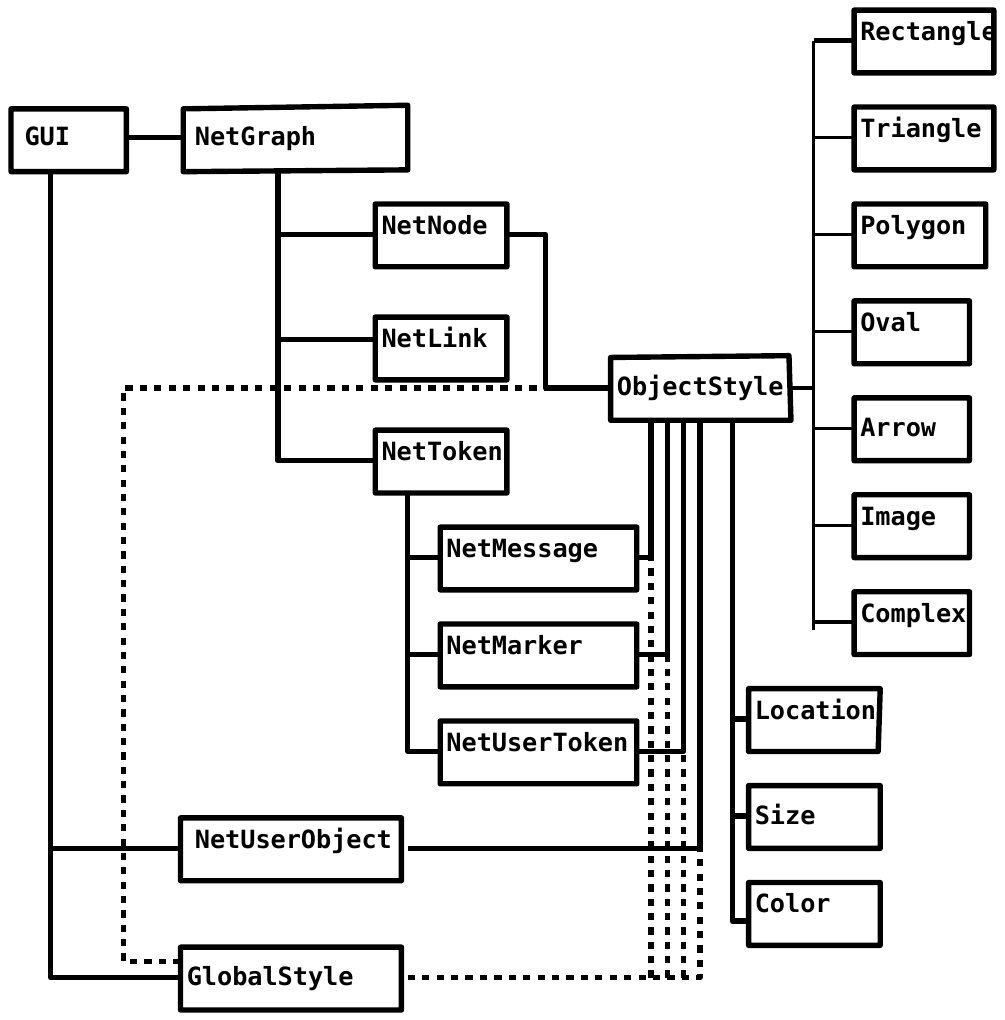 Rectangle
GUI
NetGraph
Triangle
NetNode
Polygon
NetLink
Oval
ObjectStyle
NetToken
Arrow
NetMessage
Image
NetMarker
Complex
NetUserToken
Location
NetUserObject
Size
Color
GlobalStyle